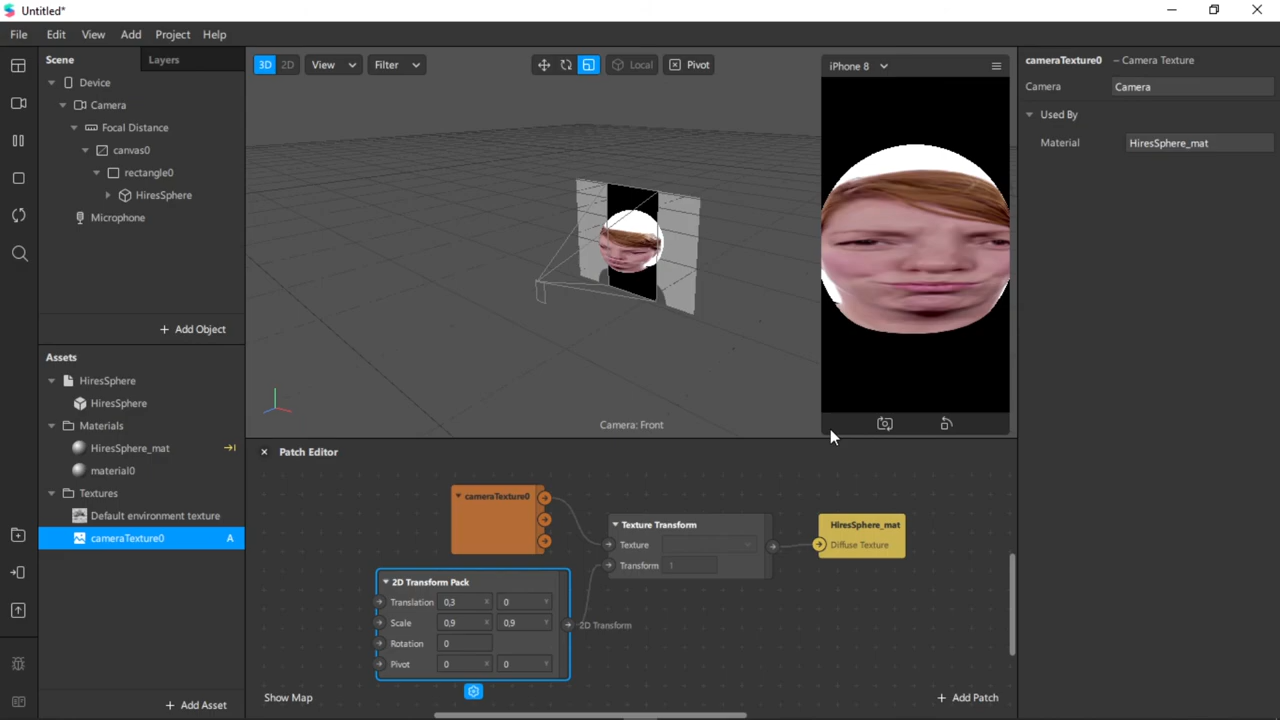 Untitled*
File Edit View Add Project Help
Scene Layers
Device
Camera
Focal Distance
canvas0
rectangle0
HiresSphere
Microphone
+ Add Object
Assets
HiresSphere
HiresSphere
Materials
HiresSphere_mat
material0
Textures
Default environment texture
cameraTexture0 A
+ Add Asset
3D 2D View Filter Local Pivot
Camera: Front
iPhone 8
cameraTexture0 – Camera Texture
Camera Camera
Used By
Material HiresSphere_mat
Patch Editor
cameraTexture0
Texture Transform
Texture
Transform 1
HiresSphere_mat
Diffuse Texture
2D Transform Pack
Translation 0,3 X 0 Y
Scale 0,9 X 0,9 Y
Rotation 0
Pivot 0 X 0 Y
2D Transform
Show Map
+ Add Patch